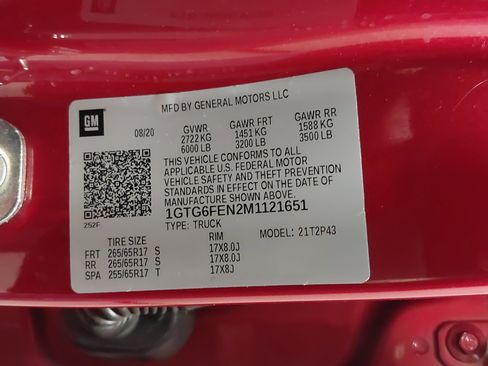 MFD BY GENERAL MOTORS LLC
GM
08/20 GVWR GAWR FRT GAWR RR
2722 KG 1451 KG 1588 KG
6000 LB 3200 LB 3500 LB
THIS VEHICLE CONFORMS TO ALL
APPLICABLE U.S. FEDERAL MOTOR
VEHICLE SAFETY AND THEFT PREVENTION
STANDARDS IN EFFECT ON THE DATE OF
MANUFACTURE SHOWN ABOVE.
252F
1GTG6FEN2M1121651
TYPE: TRUCK MODEL: 21T2P43
TIRE SIZE RIM
FRT 265/65R17 S 17X8.0J
RR 265/65R17 S 17X8.0J
SPA 255/65R17 T 17X8J